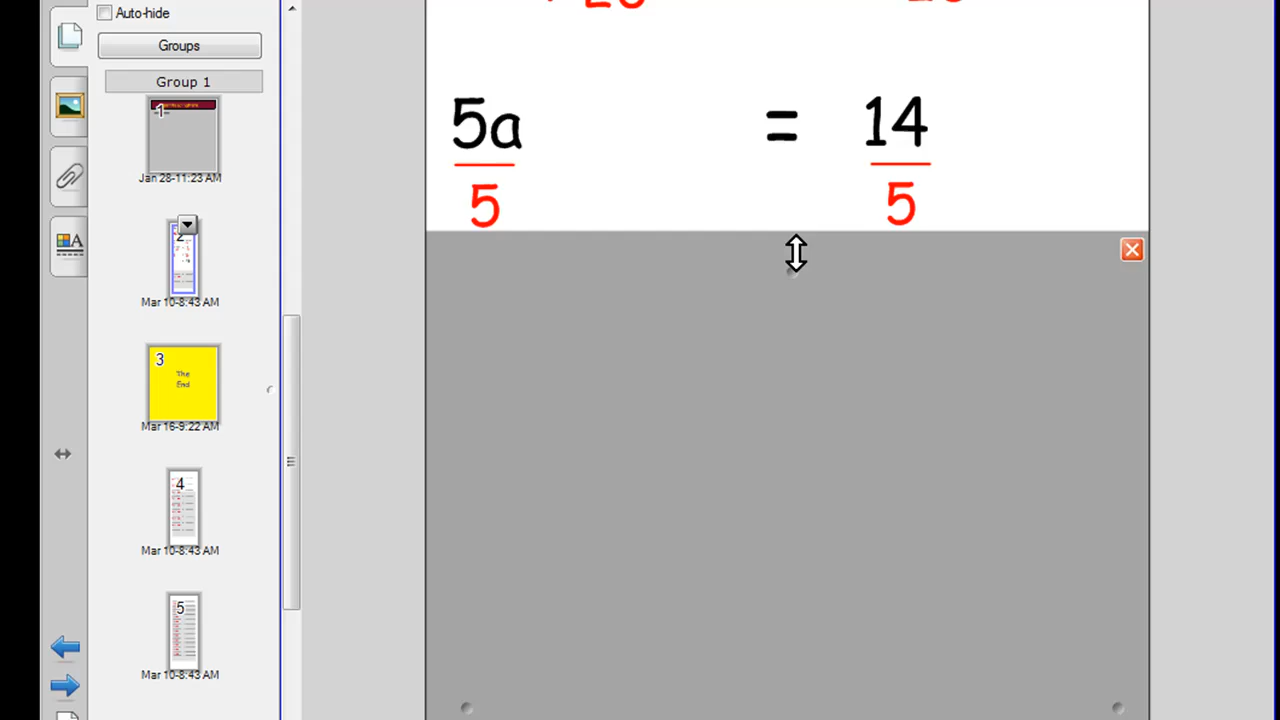 Auto-hide
Groups
Group 1
1
Jan 28-11:23 AM
2
Mar 10-8:43 AM
3
The
End
Mar 16-9:22 AM
4
Mar 10-8:43 AM
5
Mar 10-8:43 AM
5a = 14
5 5